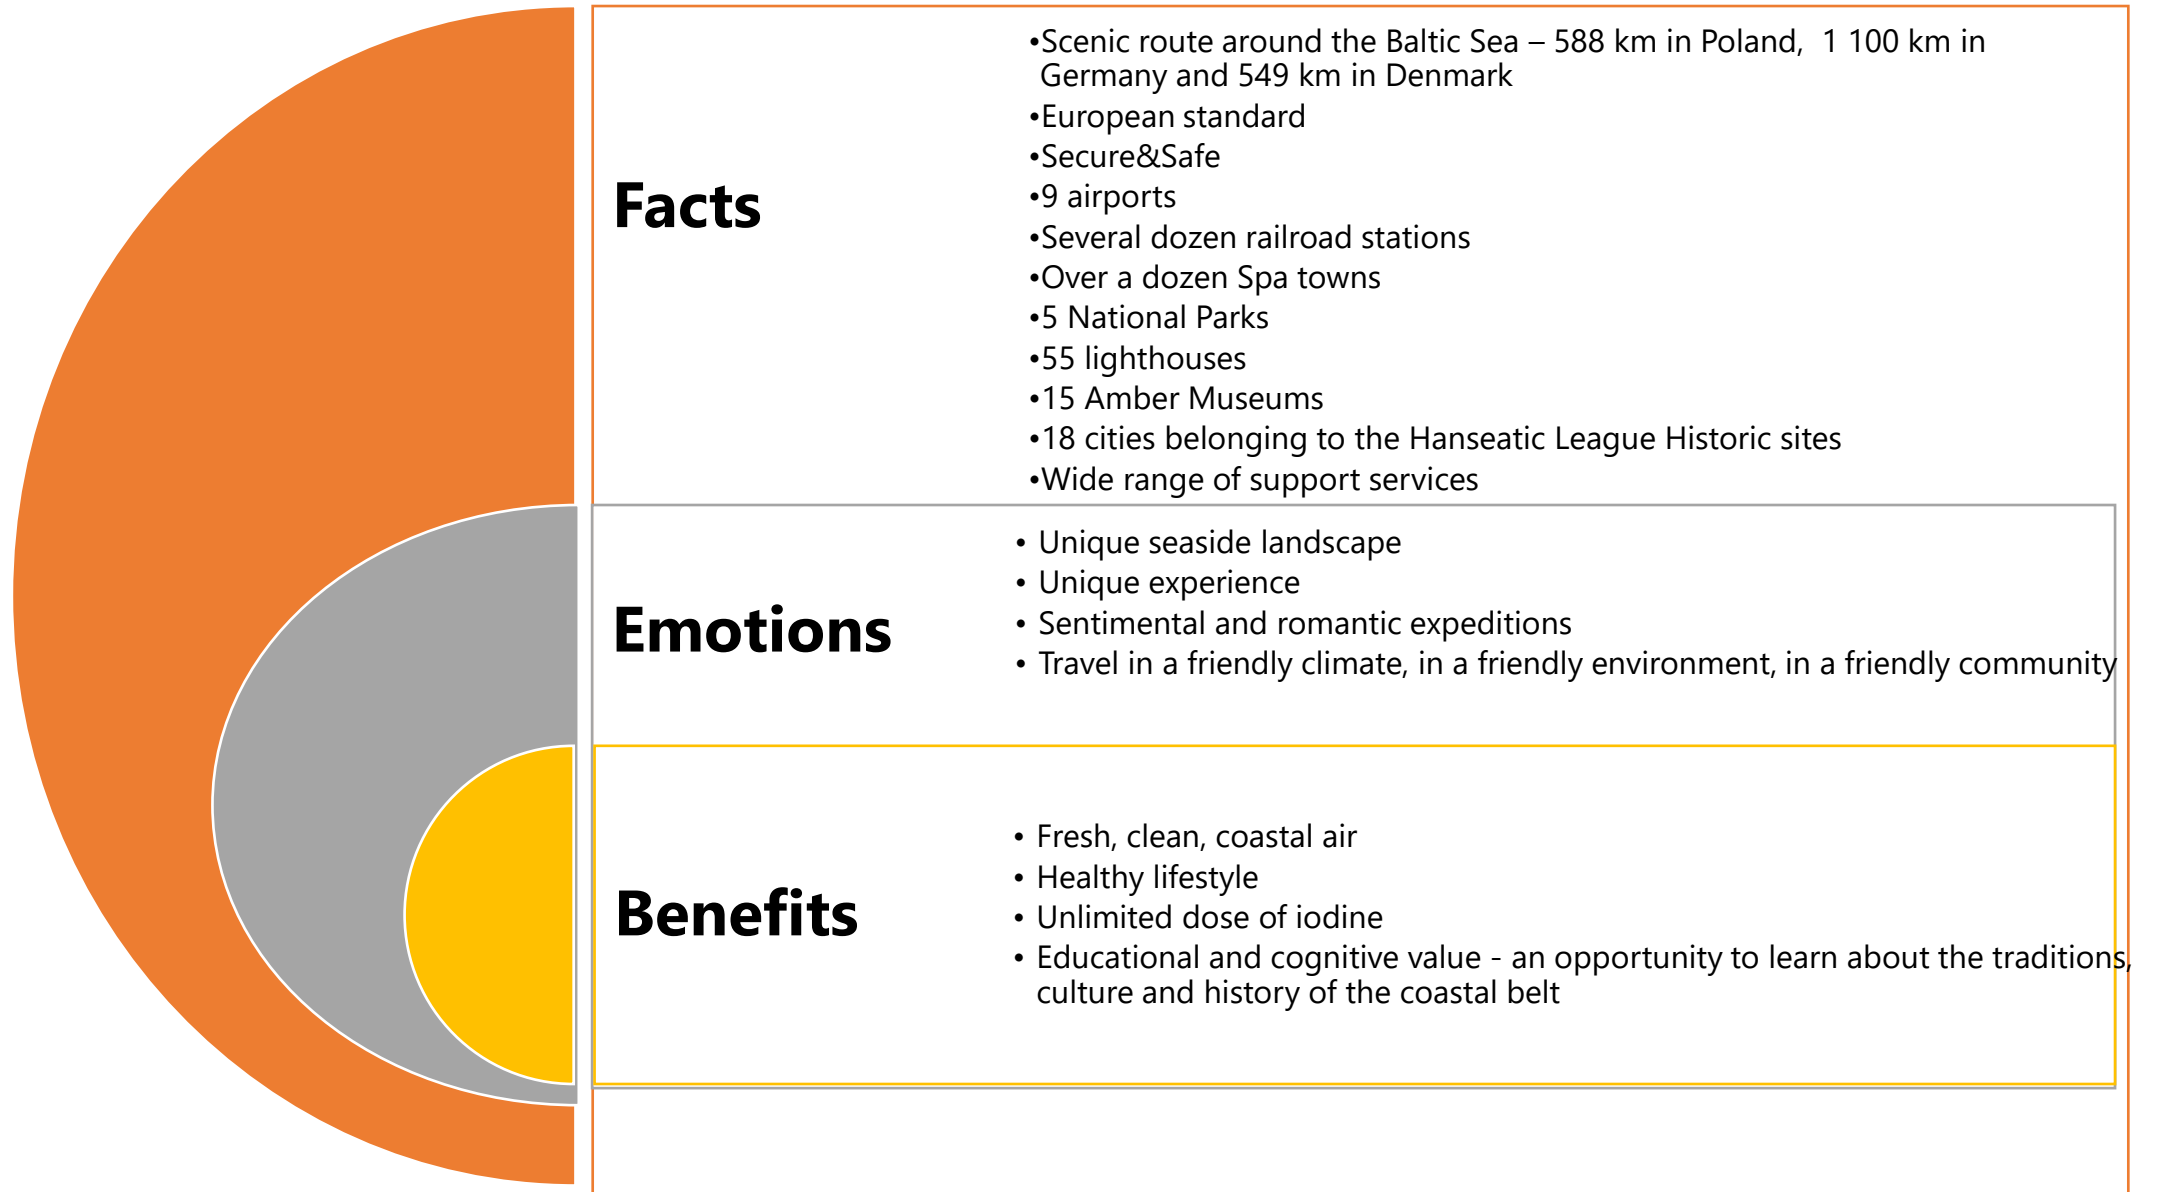 Facts
•Scenic route around the Baltic Sea – 588 km in Poland,  1 100 km in
Germany and 549 km in Denmark
•European standard
•Secure&Safe
•9 airports
•Several dozen railroad stations
•Over a dozen Spa towns
•5 National Parks
•55 lighthouses
•15 Amber Museums
•18 cities belonging to the Hanseatic League Historic sites
•Wide range of support services
Emotions
• Unique seaside landscape
• Unique experience
• Sentimental and romantic expeditions
• Travel in a friendly climate, in a friendly environment, in a friendly community
Benefits
• Fresh, clean, coastal air
• Healthy lifestyle
• Unlimited dose of iodine
• Educational and cognitive value - an opportunity to learn about the traditions,
culture and history of the coastal belt